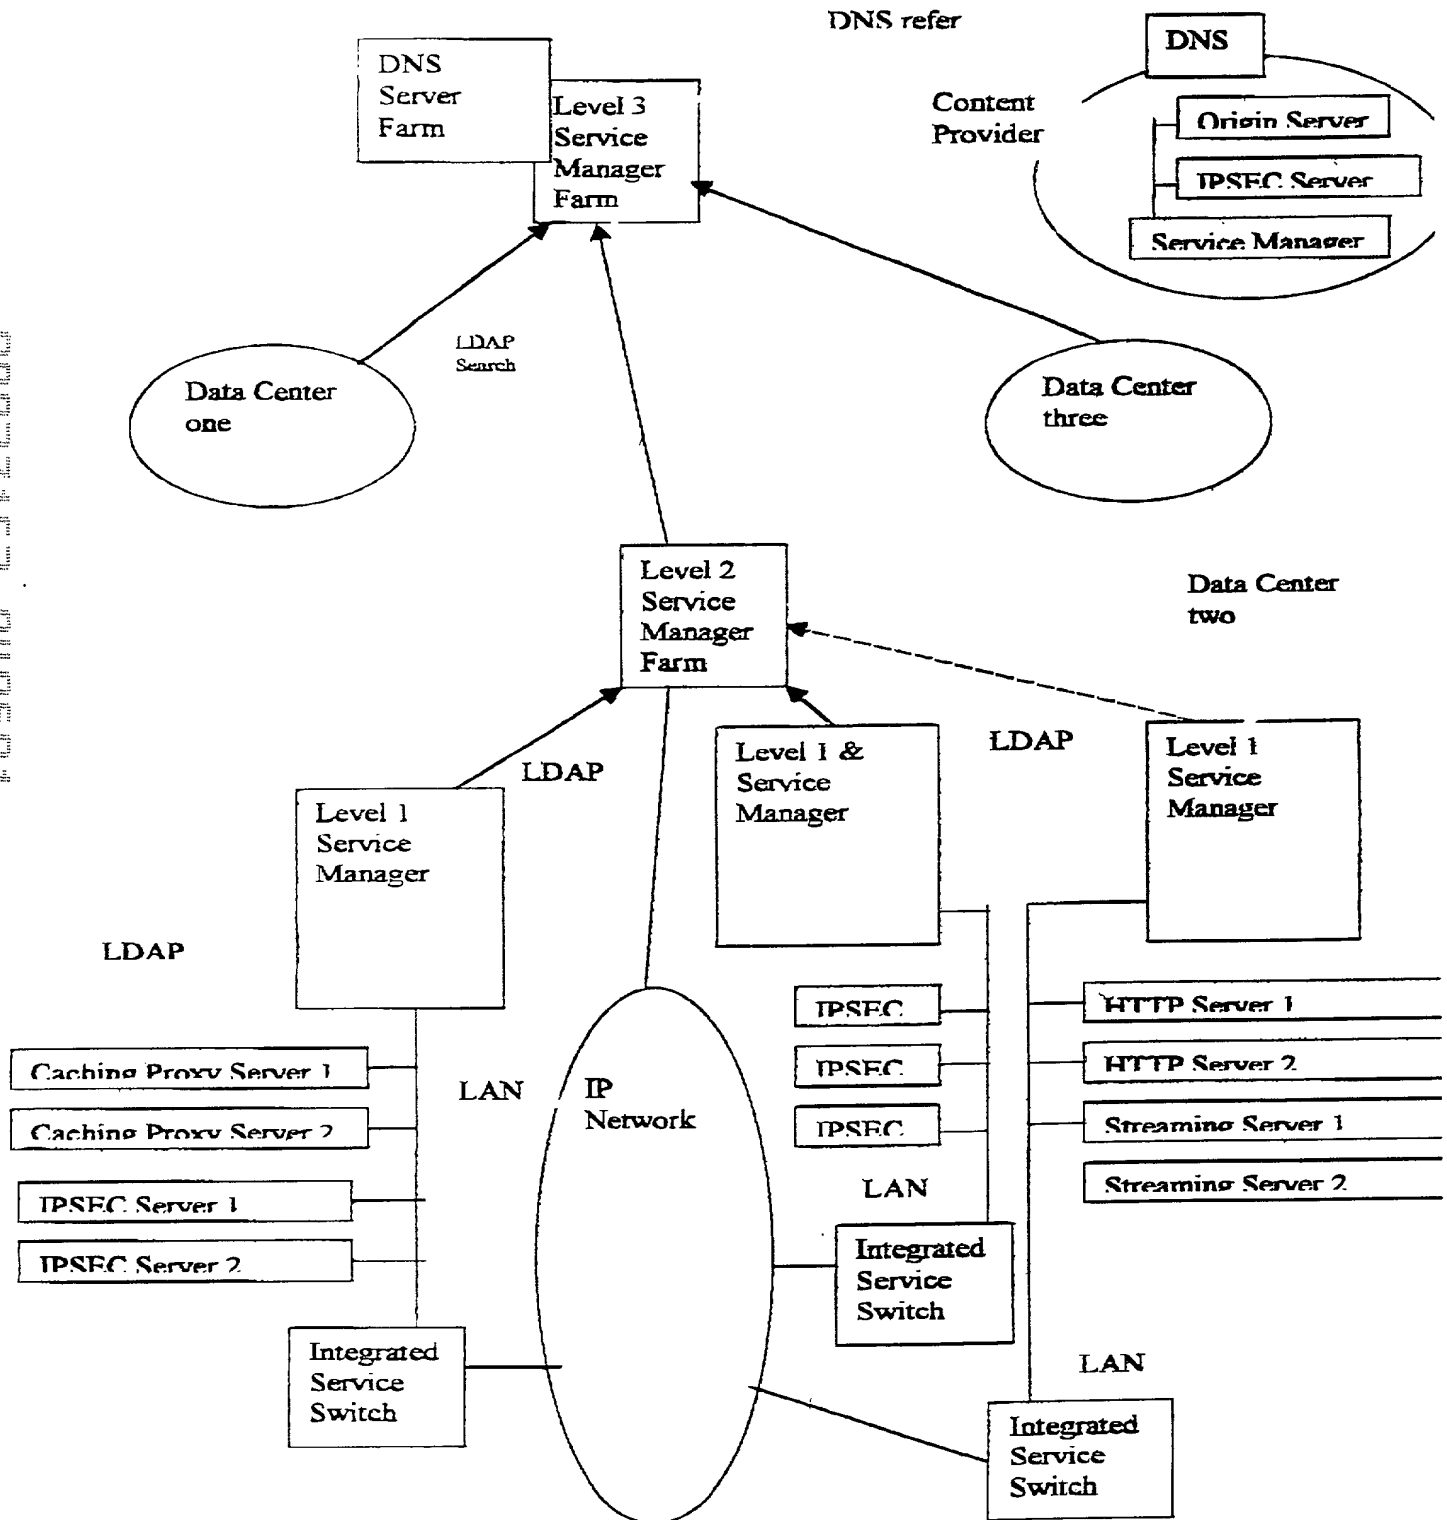 DNS refer
DNS
Server
Farm
Level 3
Service
Manager
Farm
DNS
Content
Provider
Origin Server
IPSEC Server
Service Manager
LDAP
Search
Data Center
one
Data Center
three
Level 2
Service
Manager
Farm
Data Center
two
LDAP
Level 1 &
Service
Manager
LDAP
Level 1
Service
Manager
Level 1
Service
Manager
LDAP
Caching Proxy Server 1
Caching Proxy Server 2
IPSEC Server 1
IPSEC Server 2
LAN
IP
Network
IPSEC
IPSEC
IPSEC
HTTP Server 1
HTTP Server 2
Streaming Server 1
Streaming Server 2
LAN
Integrated
Service
Switch
Integrated
Service
Switch
LAN
Integrated
Service
Switch